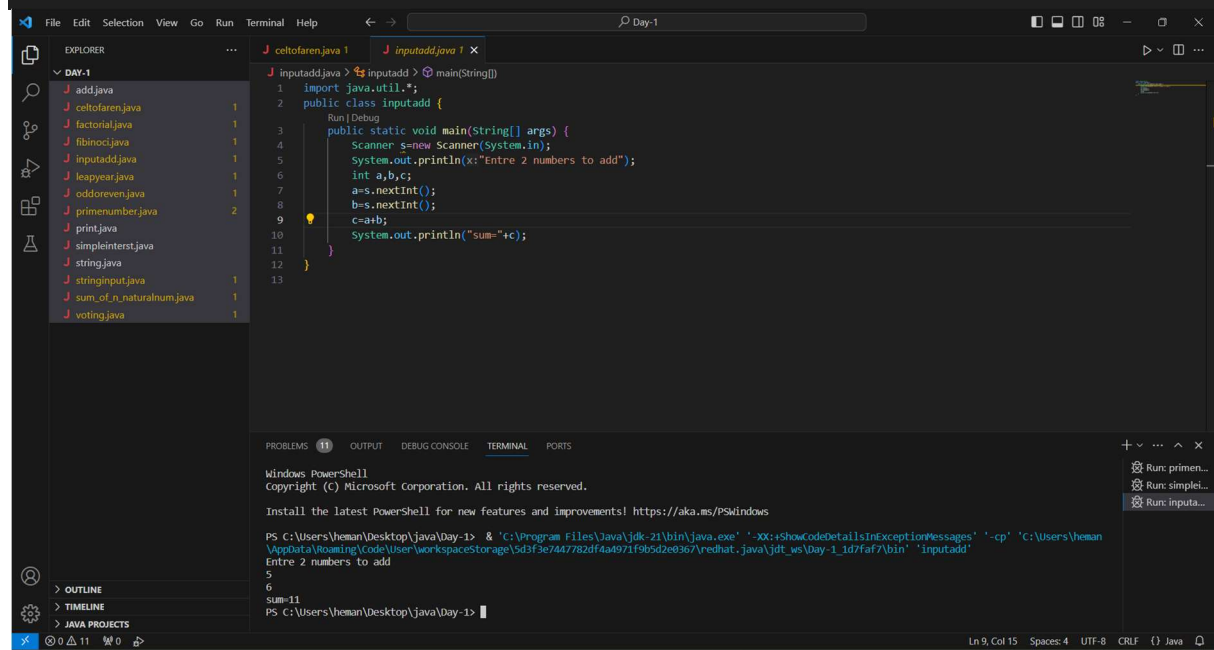 File Edit Selection View Go Run Terminal Help
Day-1
EXPLORER
DAY-1
add.java
celtofaren.java 1
factorial.java 1
fibinoci.java 1
inputadd.java 1
leapyear.java 1
oddoreven.java 1
primenumber.java 2
print.java
simpleinterst.java
string.java
stringinput.java 1
sum_of_n_naturalnum.java 1
voting.java 1
OUTLINE
TIMELINE
JAVA PROJECTS
celtofaren.java 1 inputadd.java 1
inputadd.java > inputadd > main(String[])
1 import java.util.*;
2 public class inputadd {
Run | Debug
3 public static void main(String[] args) {
4 Scanner s=new Scanner(System.in);
5 System.out.println(x:"Entre 2 numbers to add");
6 int a,b,c;
7 a=s.nextInt();
8 b=s.nextInt();
9 c=a+b;
10 System.out.println("sum="+c);
11 }
12 }
13
PROBLEMS 11 OUTPUT DEBUG CONSOLE TERMINAL PORTS
Windows PowerShell
Copyright (C) Microsoft Corporation. All rights reserved.
Install the latest PowerShell for new features and improvements! https://aka.ms/PSWindows
PS C:\Users\heman\Desktop\java\Day-1> & 'C:\Program Files\Java\jdk-21\bin\java.exe' '-XX:+ShowCodeDetailsInExceptionMessages' '-cp' 'C:\Users\heman
\AppData\Roaming\Code\User\workspaceStorage\5d3f3e7447782df4a4971f9b5d2e0367\redhat.java\jdt_ws\Day-1_1d7faf7\bin' 'inputadd'
Entre 2 numbers to add
5
6
sum=11
PS C:\Users\heman\Desktop\java\Day-1>
Run: primen...
Run: simplei...
Run: inputa...
0 11 0
Ln 9, Col 15 Spaces: 4 UTF-8 CRLF {} Java